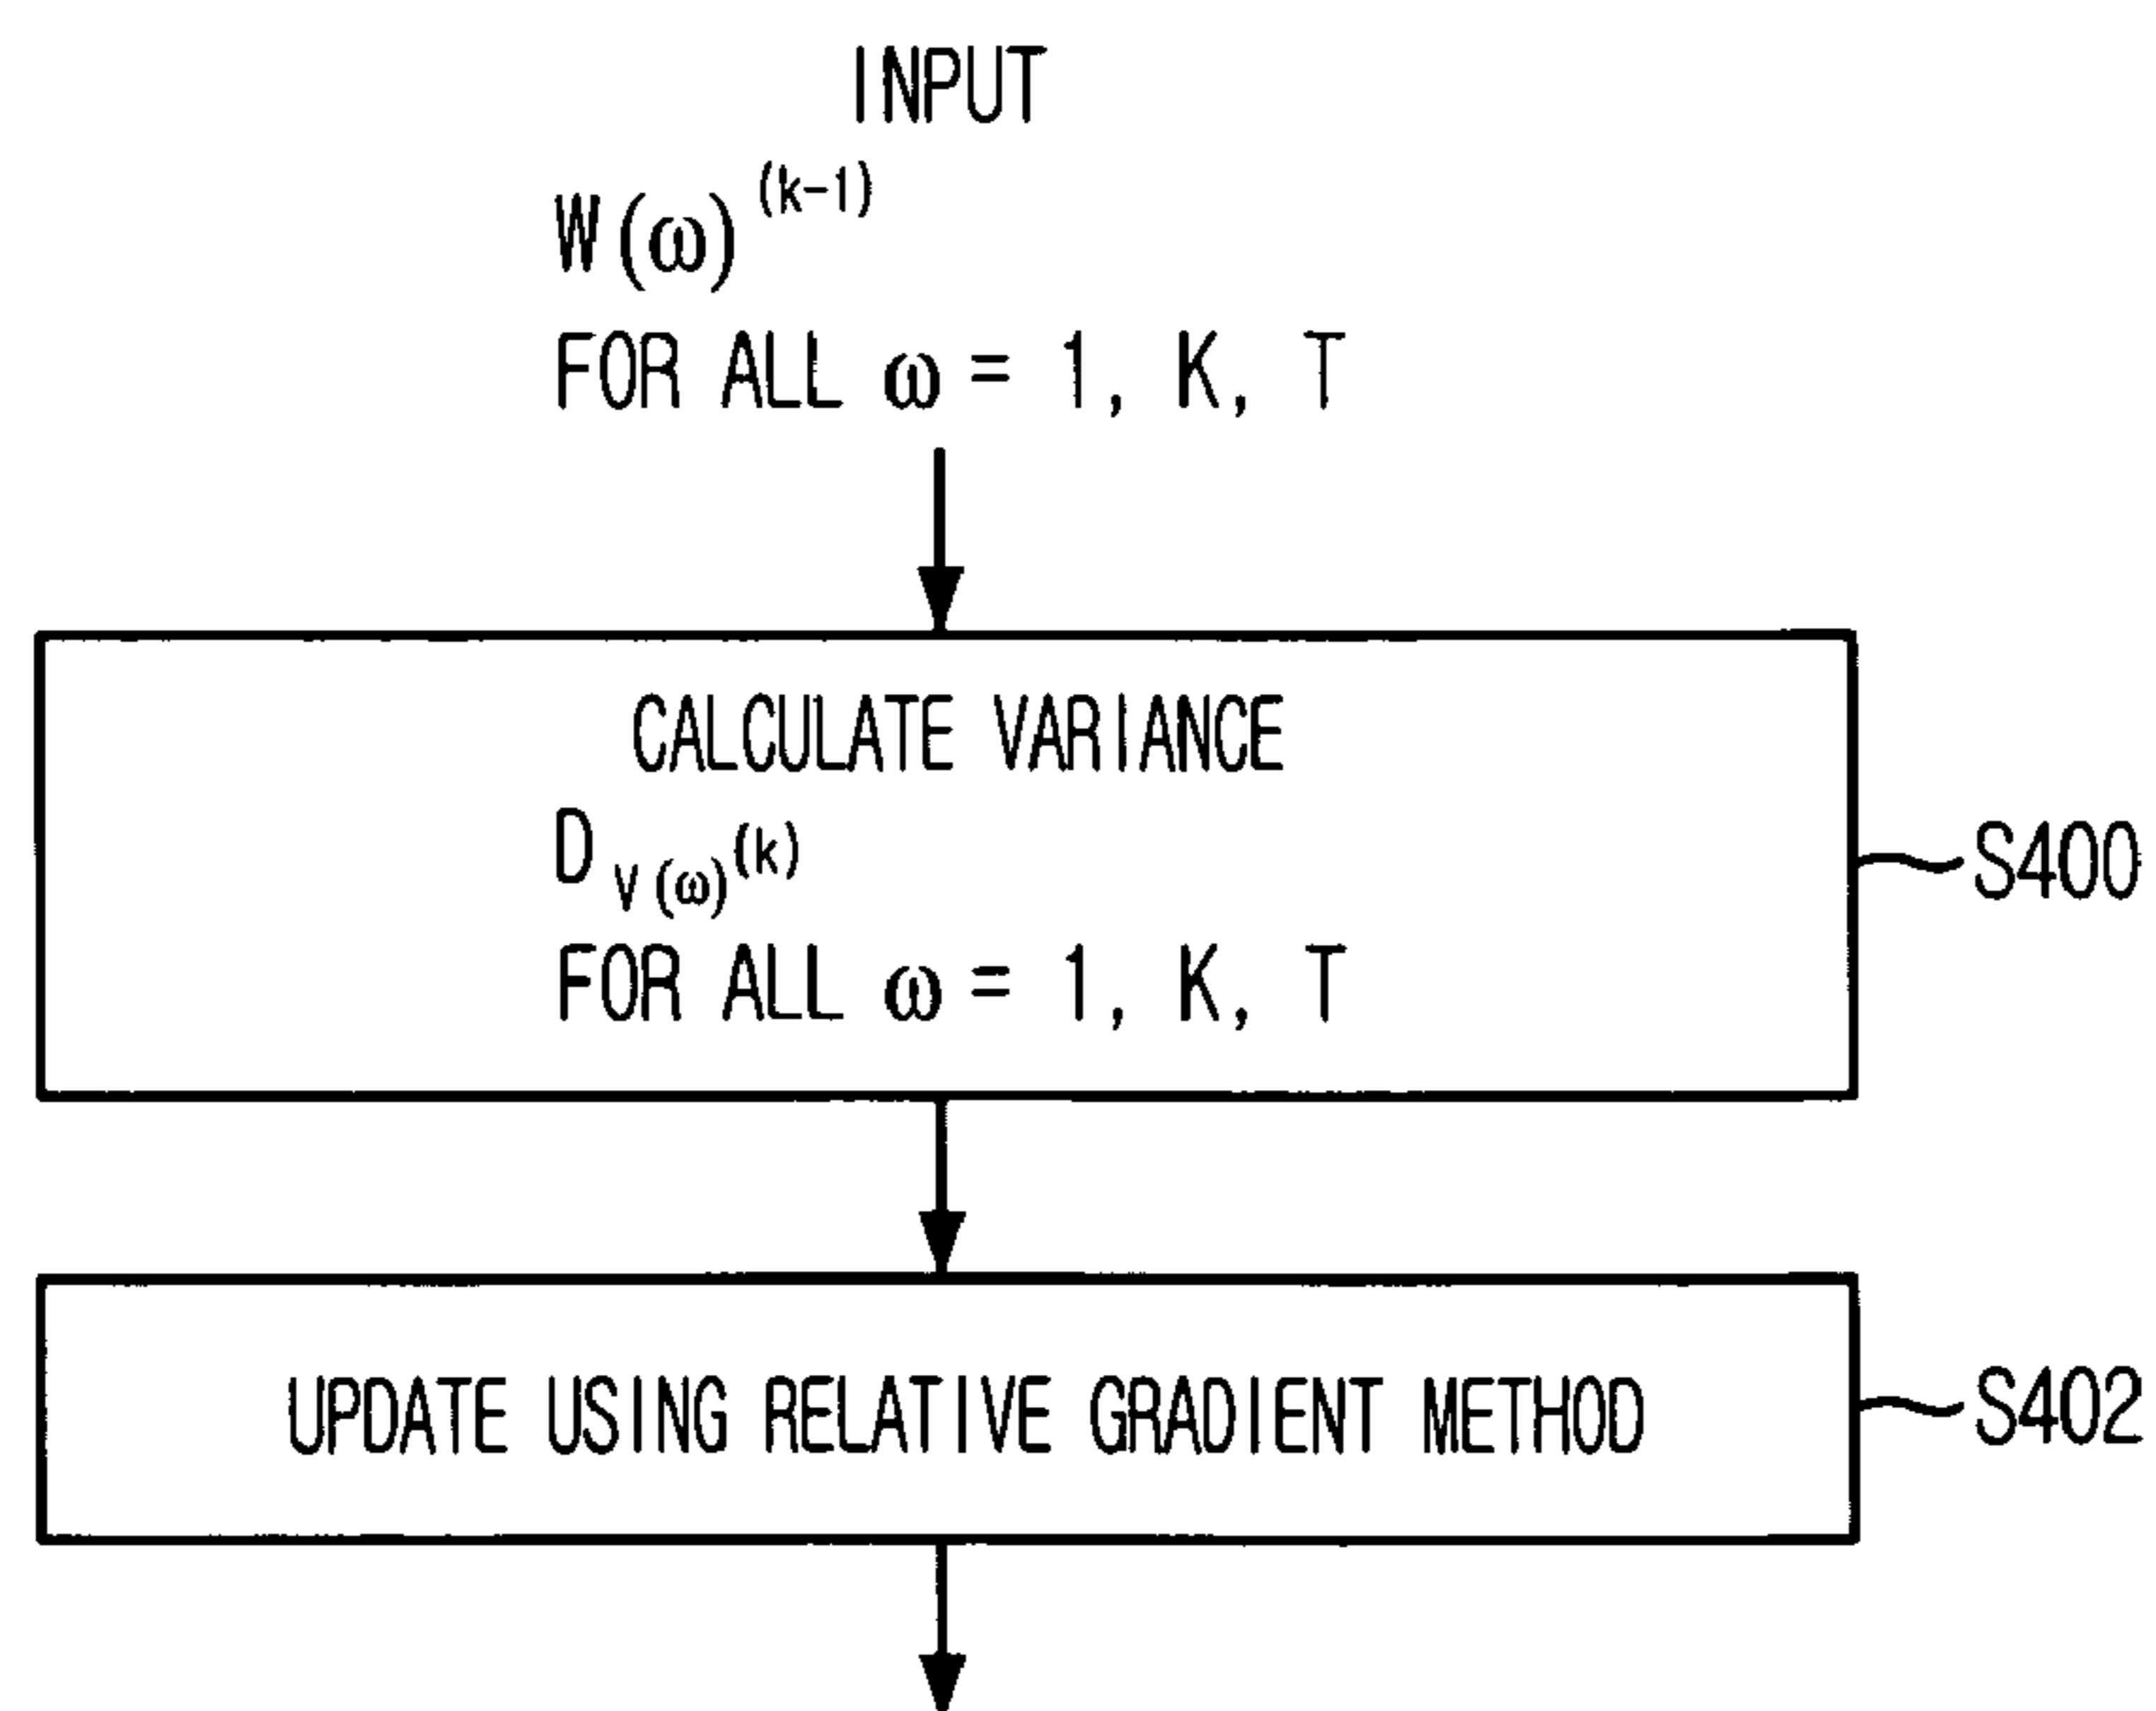 INPUT
W(ω)^(k-1)
FOR ALL ω = 1, K, T
CALCULATE VARIANCE
D_V(ω)^(k)
FOR ALL ω = 1, K, T
S400
UPDATE USING RELATIVE GRADIENT METHOD
S402